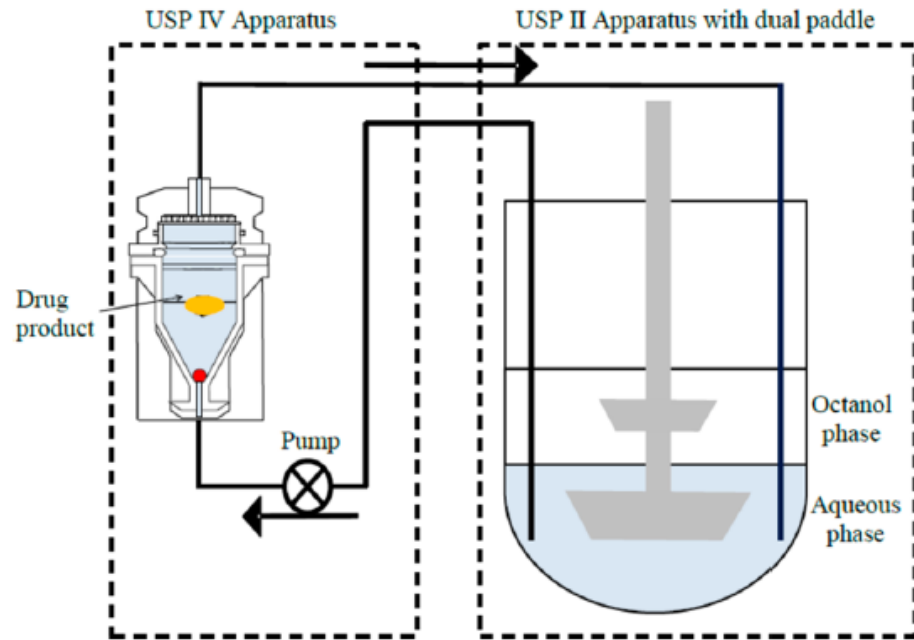 USP IV Apparatus
USP II Apparatus with dual paddle
Drug
product
Pump
Octanol
phase
Aqueous
phase